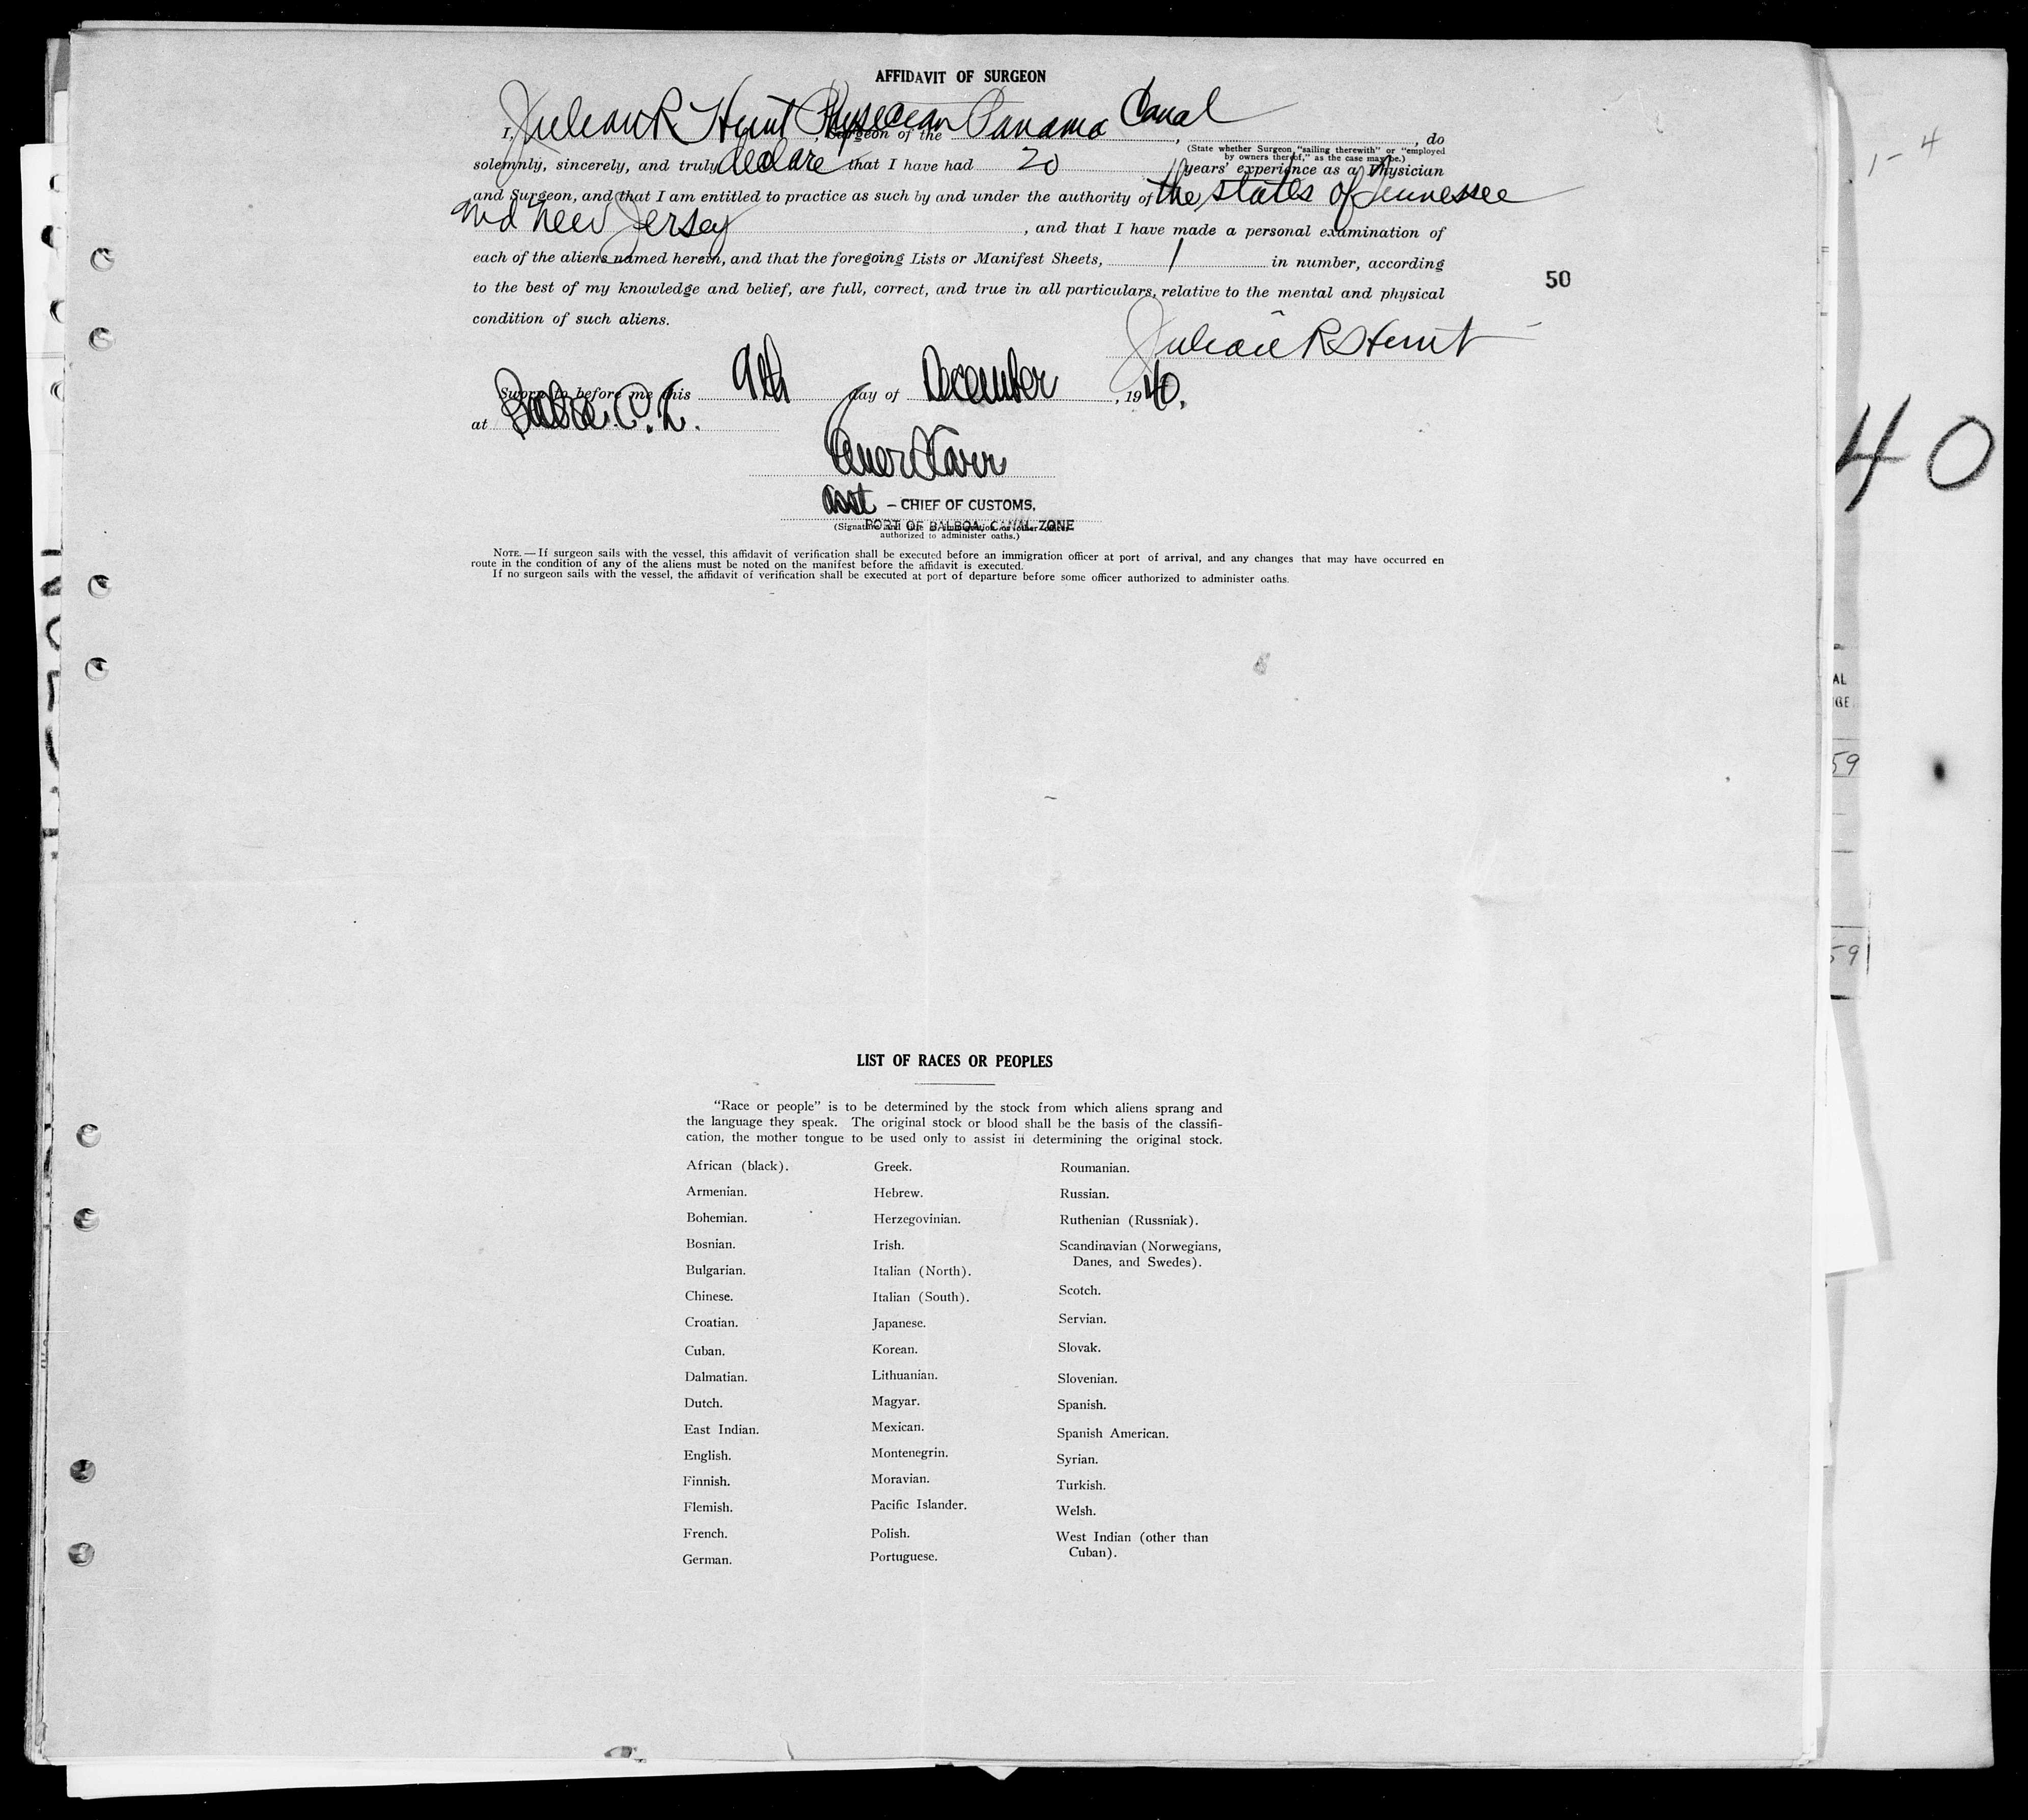 AFFIDAVIT OF SURGEON
I, Julian R Hunt Physician, Surgeon of the Panama Canal, , do
(State whether Surgeon "sailing therewith" or "employed
by owners thereof," as the case may be.)
solemnly, sincerely, and truly declare that I have had 20 years' experience as a Physician
and Surgeon, and that I am entitled to practice as such by and under the authority of the states of Tennessee
and New Jersey , and that I have made a personal examination of
each of the aliens named herein, and that the foregoing Lists or Manifest Sheets, 1 in number, according
50
to the best of my knowledge and belief, are full, correct, and true in all particulars, relative to the mental and physical
condition of such aliens.
Julian R Hunt
Sworn to before me this 9th day of December, 1940.
at Balboa C.Z.
40
Asst - CHIEF OF CUSTOMS,
PORT OF BALBOA, CANAL ZONE
(Signature and title of immigration or other officer
authorized to administer oaths.)
NOTE.—If surgeon sails with the vessel, this affidavit of verification shall be executed before an immigration officer at port of arrival, and any changes that may have occurred en
route in the condition of any of the aliens must be noted on the manifest before the affidavit is executed.
If no surgeon sails with the vessel, the affidavit of verification shall be executed at port of departure before some officer authorized to administer oaths.
1-4
AL
GE
59
59
LIST OF RACES OR PEOPLES
"Race or people" is to be determined by the stock from which aliens sprang and
the language they speak. The original stock or blood shall be the basis of the classifi-
cation, the mother tongue to be used only to assist in determining the original stock.
African (black).
Armenian.
Bohemian.
Bosnian.
Bulgarian.
Chinese.
Croatian.
Cuban.
Dalmatian.
Dutch.
East Indian.
English.
Finnish.
Flemish.
French.
German.
Greek.
Hebrew.
Herzegovinian.
Irish.
Italian (North).
Italian (South).
Japanese.
Korean.
Lithuanian.
Magyar.
Mexican.
Montenegrin.
Moravian.
Pacific Islander.
Polish.
Portuguese.
Roumanian.
Russian.
Ruthenian (Russniak).
Scandinavian (Norwegians,
Danes, and Swedes).
Scotch.
Servian.
Slovak.
Slovenian.
Spanish.
Spanish American.
Syrian.
Turkish.
Welsh.
West Indian (other than
Cuban).